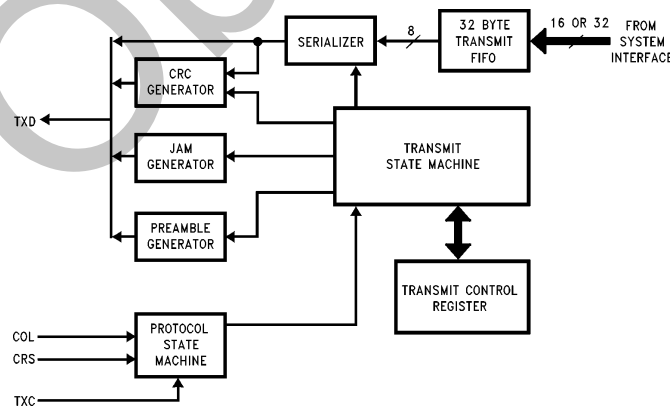 SERIALIZER
8
32 BYTE
TRANSMIT
FIFO
16 OR 32
FROM
SYSTEM
INTERFACE
CRC
GENERATOR
TXD
JAM
GENERATOR
TRANSMIT
STATE MACHINE
PREAMBLE
GENERATOR
TRANSMIT CONTROL
REGISTER
PROTOCOL
STATE
MACHINE
COL
CRS
TXC